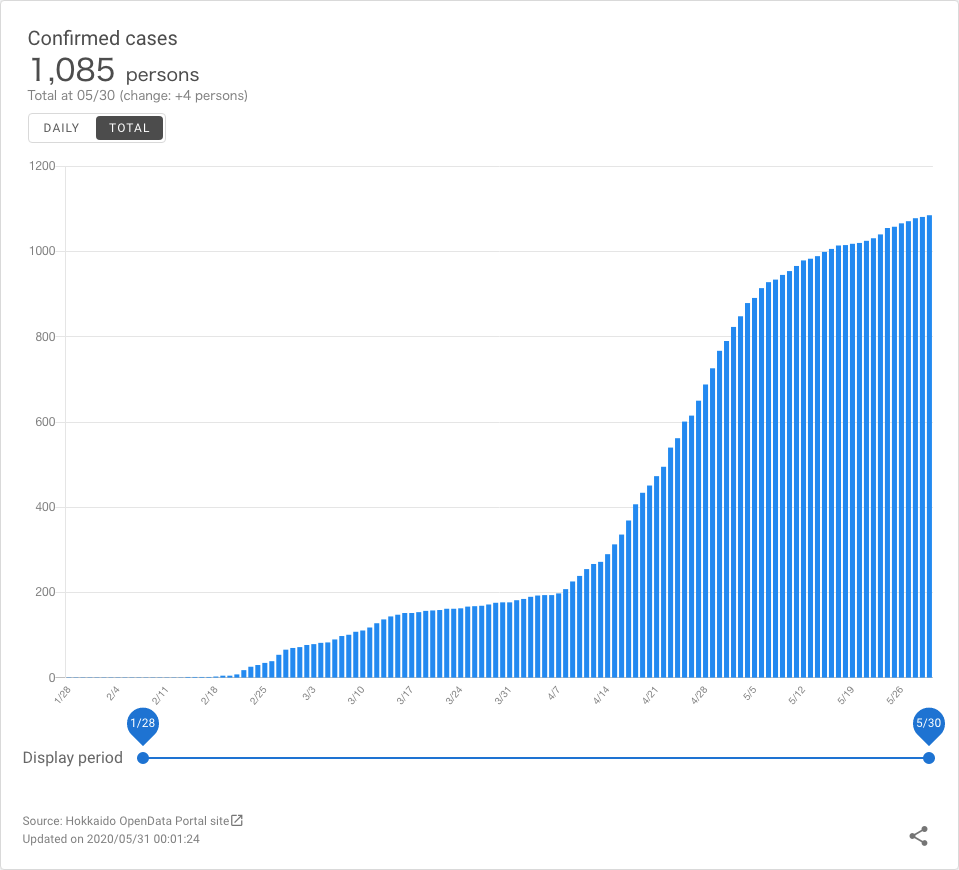 Confirmed cases
1,085 persons
Total at 05/30 (change: +4 persons)
DAILY TOTAL
1200
1000
800
600
400
200
0
1/28 2/4 2/11 2/18 2/25 3/3 3/10 3/17 3/24 3/31 4/7 4/14 4/21 4/28 5/5 5/12 5/19 5/26
1/28 5/30
Display period
Source: Hokkaido OpenData Portal site
Updated on 2020/05/31 00:01:24